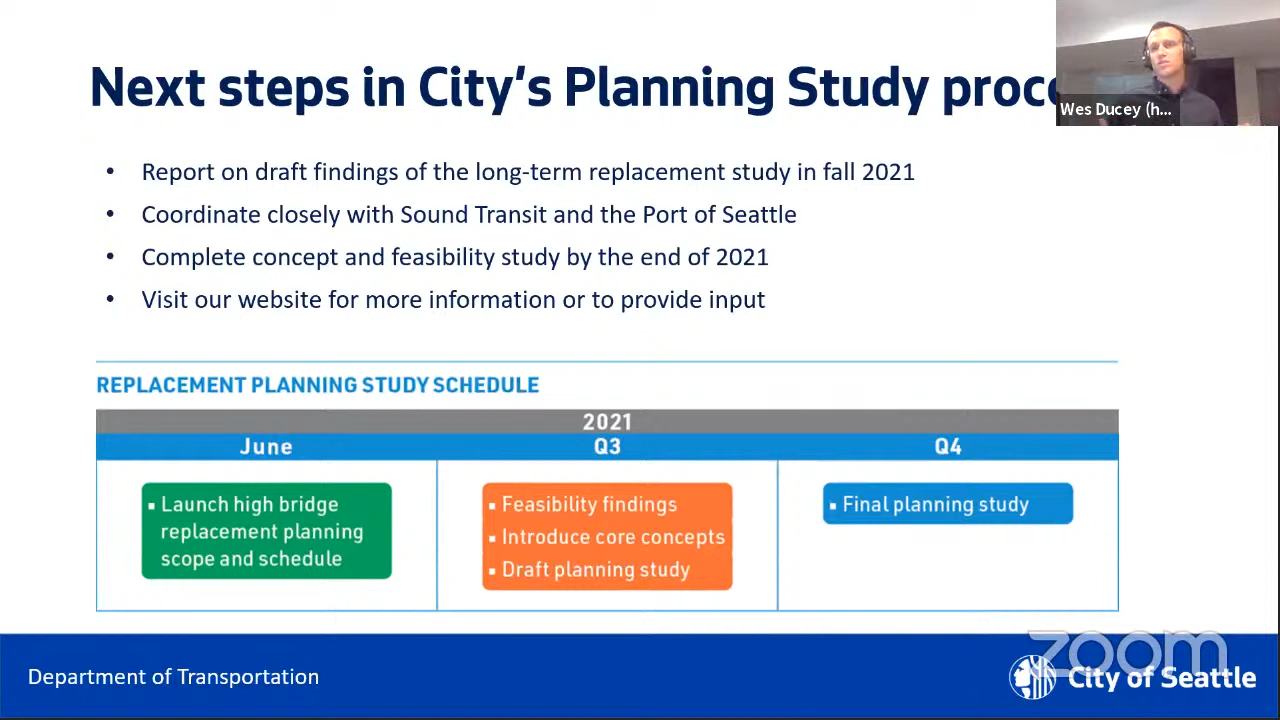 Next steps in City's Planning Study proc
Wes Ducey (h...
• Report on draft findings of the long-term replacement study in fall 2021
• Coordinate closely with Sound Transit and the Port of Seattle
• Complete concept and feasibility study by the end of 2021
• Visit our website for more information or to provide input
REPLACEMENT PLANNING STUDY SCHEDULE
2021
June Q3 Q4
▪ Launch high bridge
replacement planning
scope and schedule
▪ Feasibility findings
▪ Introduce core concepts
▪ Draft planning study
▪ Final planning study
Department of Transportation
zoom
City of Seattle